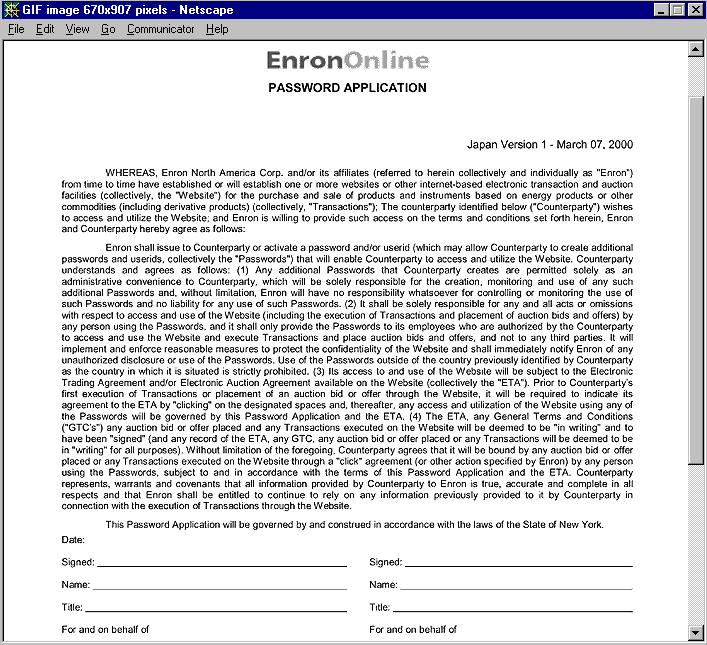 GIF image 670x907 pixels - Netscape
File Edit View Go Communicator Help
EnronOnline
PASSWORD APPLICATION
Japan Version 1 - March 07, 2000
WHEREAS, Enron North America Corp. and/or its affiliates (referred to herein collectively and individually as "Enron")
from time to time have established or will establish one or more websites or other internet-based electronic transaction and auction
facilities (collectively, the "Website") for the purchase and sale of products and instruments based on energy products or other
commodities (including derivative products) (collectively, "Transactions"); The counterparty identified below ("Counterparty") wishes
to access and utilize the Website; and Enron is willing to provide such access on the terms and conditions set forth herein, Enron
and Counterparty hereby agree as follows:
Enron shall issue to Counterparty or activate a password and/or userid (which may allow Counterparty to create additional
passwords and userids, collectively the "Passwords") that will enable Counterparty to access and utilize the Website. Counterparty
understands and agrees as follows: (1) Any additional Passwords that Counterparty creates are permitted solely as an
administrative convenience to Counterparty, which will be solely responsible for the creation, monitoring and use of any such
additional Passwords and, without limitation, Enron will have no responsibility whatsoever for controlling or monitoring the use of
such Passwords and no liability for any use of such Passwords. (2) It shall be solely responsible for any and all acts or omissions
with respect to access and use of the Website (including the execution of Transactions and placement of auction bids and offers) by
any person using the Passwords, and it shall only provide the Passwords to its employees who are authorized by the Counterparty
to access and use the Website and execute Transactions and place auction bids and offers, and not to any third parties. It will
implement and enforce reasonable measures to protect the confidentiality of the Website and shall immediately notify Enron of any
unauthorized disclosure or use of the Passwords. Use of the Passwords outside of the country previously identified by Counterparty
as the country in which it is situated is strictly prohibited. (3) Its access to and use of the Website will be subject to the Electronic
Trading Agreement and/or Electronic Auction Agreement available on the Website (collectively the "ETA"). Prior to Counterparty's
first execution of Transactions or placement of an auction bid or offer through the Website, it will be required to indicate its
agreement to the ETA by "clicking" on the designated spaces and, thereafter, any access and utilization of the Website using any of
the Passwords will be governed by this Password Application and the ETA. (4) The ETA, any General Terms and Conditions
("GTC's") any auction bid or offer placed and any Transactions executed on the Website will be deemed to be "in writing" and to
have been "signed" (and any record of the ETA, any GTC, any auction bid or offer placed or any Transactions will be deemed to be
in "writing" for all purposes). Without limitation of the foregoing, Counterparty agrees that it will be bound by any auction bid or offer
placed or any Transactions executed on the Website through a "click" agreement (or other action specified by Enron) by any person
using the Passwords, subject to and in accordance with the terms of this Password Application and the ETA. Counterparty
represents, warrants and covenants that all information provided by Counterparty to Enron is true, accurate and complete in all
respects and that Enron shall be entitled to continue to rely on any information previously provided to it by Counterparty in
connection with the execution of Transactions through the Website.
This Password Application will be governed by and construed in accordance with the laws of the State of New York.
Date:
Signed: Signed:
Name: Name:
Title: Title:
For and on behalf of For and on behalf of